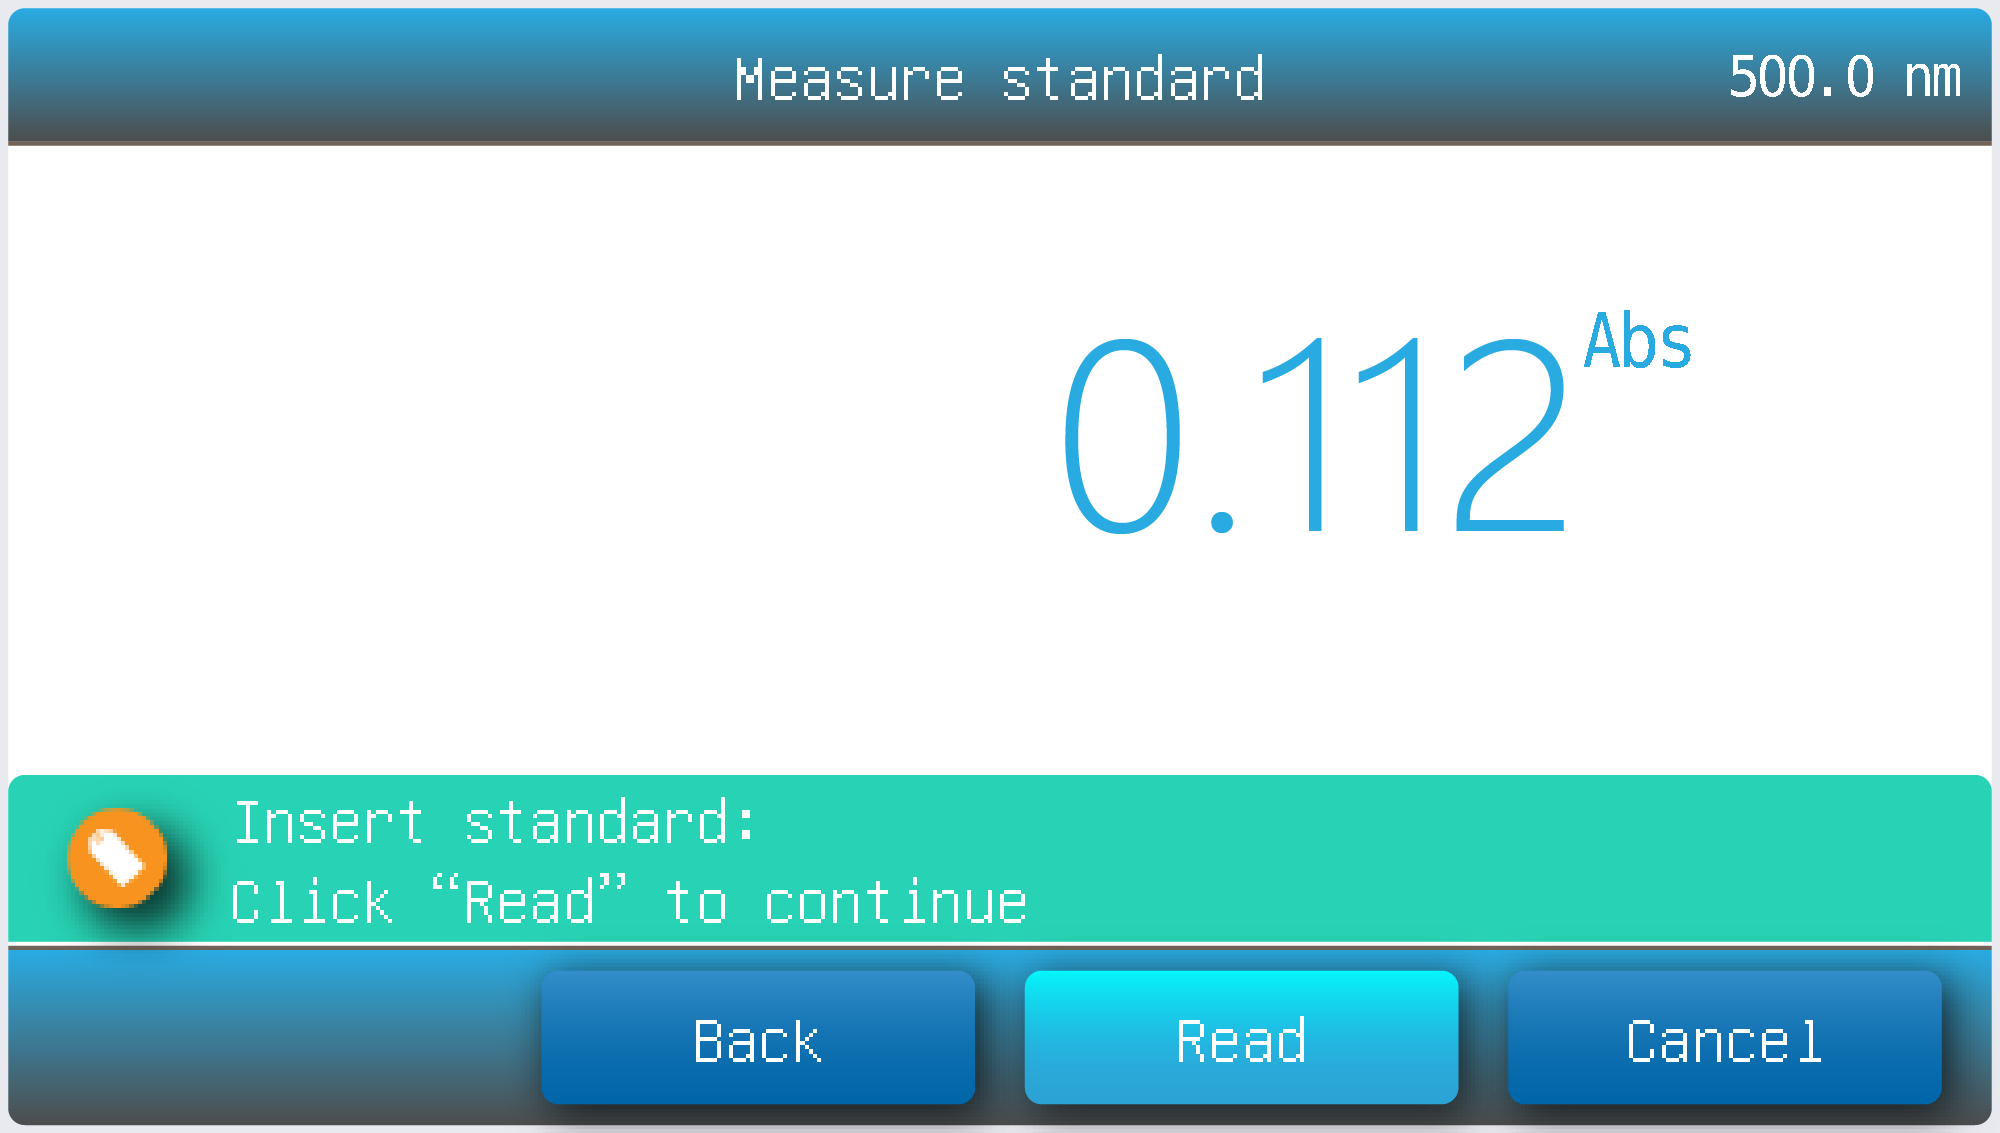 Measure standard
500.0 nm
0.112 Abs
Insert standard:
Click “Read” to continue
Back
Read
Cancel